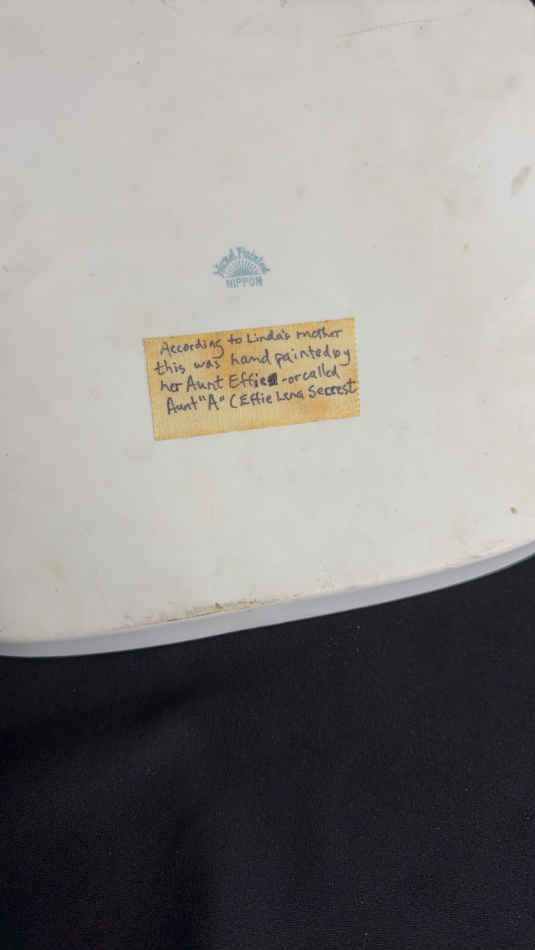 Hand Painted
NIPPON
According to Linda's mother
this was hand painted by
her Aunt Effie -or called
Aunt "A" (Effie Lena Secrest